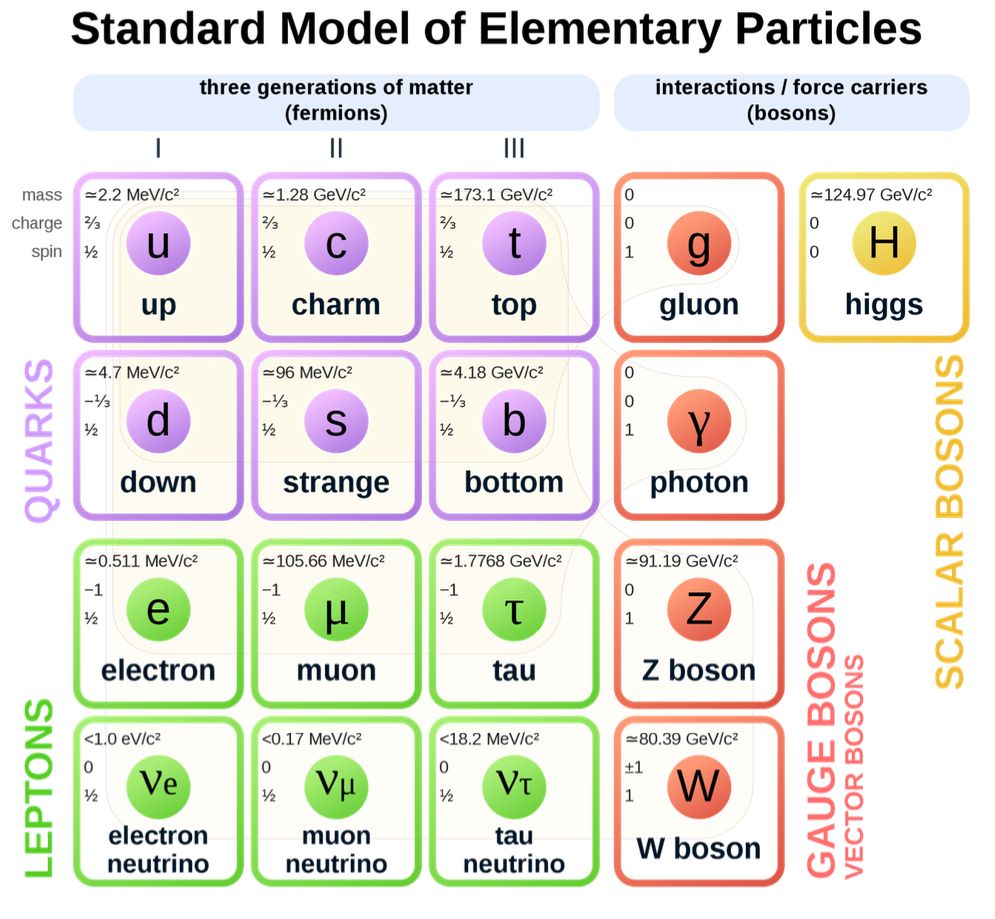 Standard Model of Elementary Particles
three generations of matter
(fermions)
interactions / force carriers
(bosons)
I
II
III
mass
charge
spin
≃2.2 MeV/c²
⅔
½
u
up
≃1.28 GeV/c²
⅔
½
c
charm
≃173.1 GeV/c²
⅔
½
t
top
0
0
1
g
gluon
≃124.97 GeV/c²
0
0
H
higgs
QUARKS
≃4.7 MeV/c²
−⅓
½
d
down
≃96 MeV/c²
−⅓
½
s
strange
≃4.18 GeV/c²
−⅓
½
b
bottom
0
0
1
γ
photon
SCALAR BOSONS
LEPTONS
≃0.511 MeV/c²
−1
½
e
electron
≃105.66 MeV/c²
−1
½
μ
muon
≃1.7768 GeV/c²
−1
½
τ
tau
≃91.19 GeV/c²
0
1
Z
Z boson
GAUGE BOSONS
VECTOR BOSONS
<1.0 eV/c²
0
½
νe
electron
neutrino
<0.17 MeV/c²
0
½
νμ
muon
neutrino
<18.2 MeV/c²
0
½
ντ
tau
neutrino
≃80.39 GeV/c²
±1
1
W
W boson